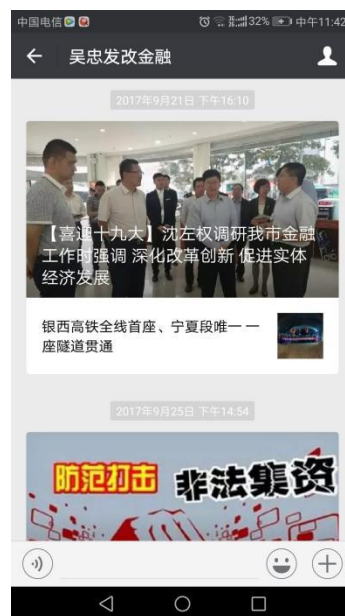 中国电信 32% 中午11:42
吴忠发改金融
2017年9月21日 下午16:10
【喜迎十九大】沈左权调研我市金融
工作时强调 深化改革创新 促进实体
经济发展
银西高铁全线首座、宁夏段唯一一
座隧道贯通
2017年9月25日 下午14:54
防范打击 非法集资